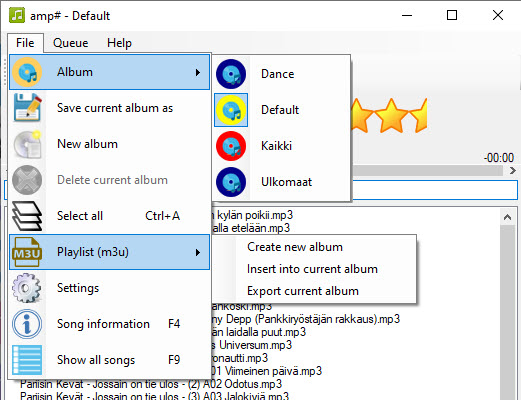 amp# - Default
File Queue Help
Album
Dance
Save current album as
Default
New album
Kaikki
Delete current album
Ulkomaat
-00:00
Select all Ctrl+A
n kylän poikii.mp3
alla etelään.mp3
Playlist (m3u)
M3U
Create new album
Insert into current album
Export current album
Settings
ankoski.mp3
ny Depp (Pankkiryöstäjän rakkaus).mp3
Song information F4
n laidalla puut.mp3
s Universum.mp3
ronautti.mp3
Show all songs F9
01 Viimeinen päivä.mp3
Pariisin Kevät - Jossain on tie ulos - (2) A02 Odotus.mp3
Pariisin Kevät - Jossain on tie ulos - (3) A03 Jalokiviä.mp3